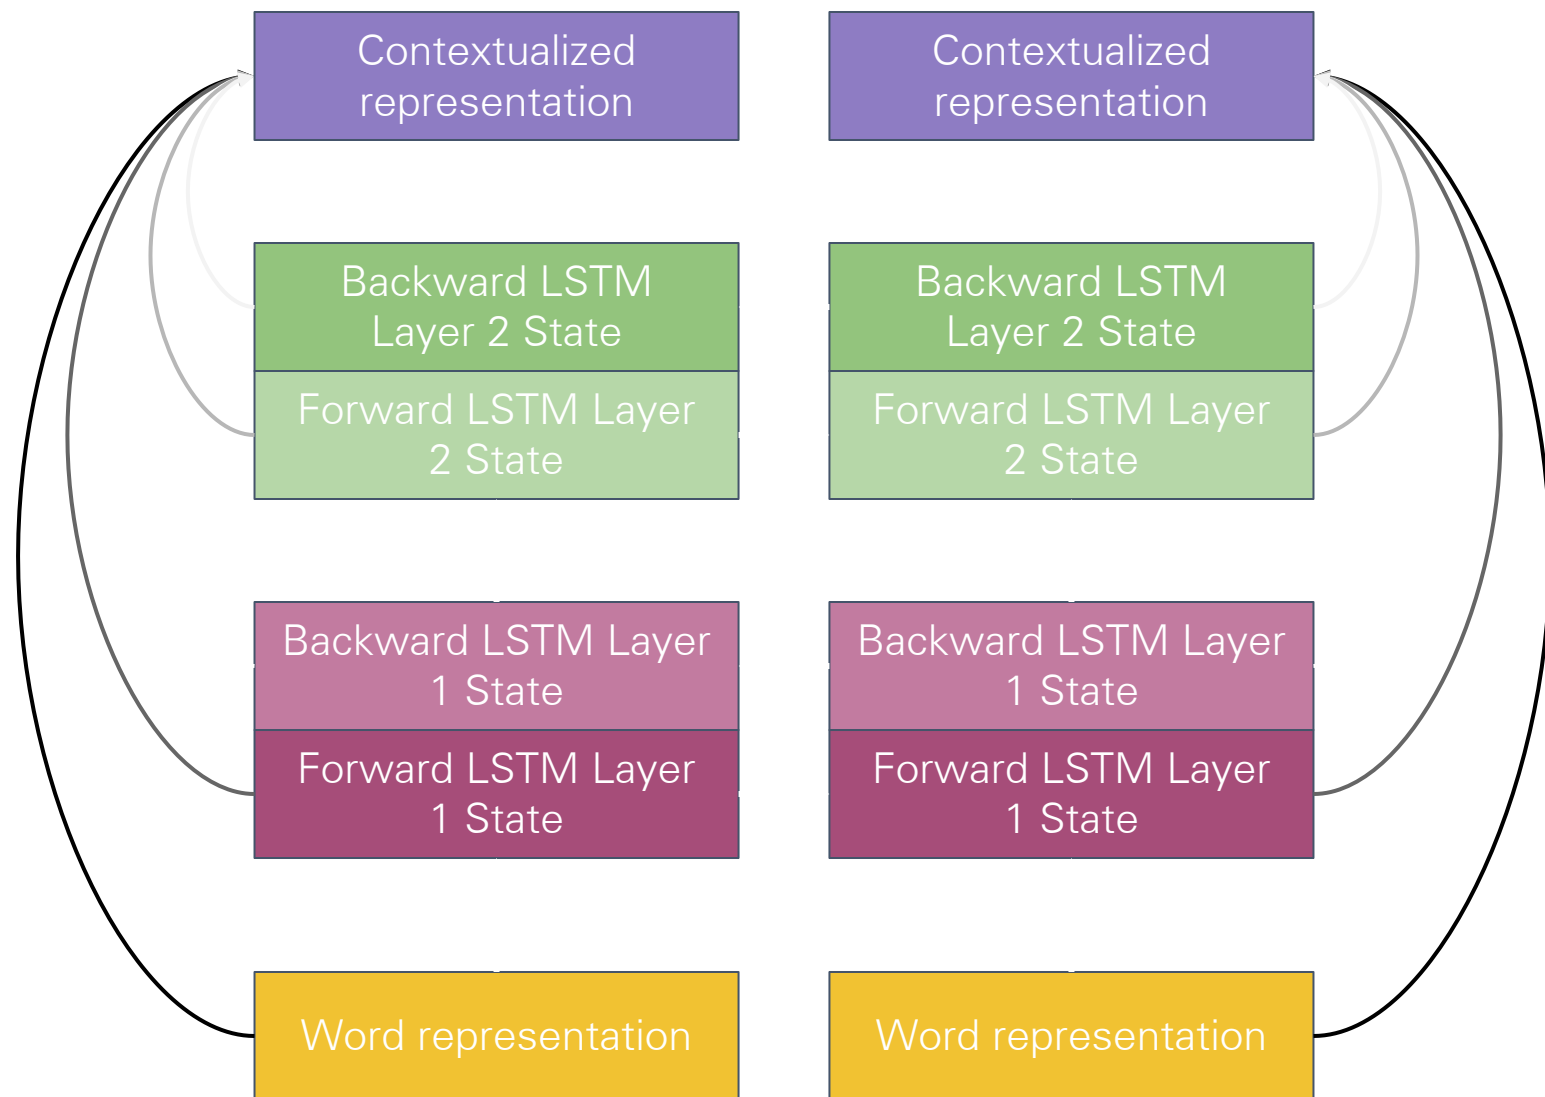 Contextualized
representation
Contextualized
representation
Backward LSTM
Layer 2 State
Backward LSTM
Layer 2 State
Forward LSTM Layer
2 State
Forward LSTM Layer
2 State
Backward LSTM Layer
1 State
Backward LSTM Layer
1 State
Forward LSTM Layer
1 State
Forward LSTM Layer
1 State
Word representation
Word representation